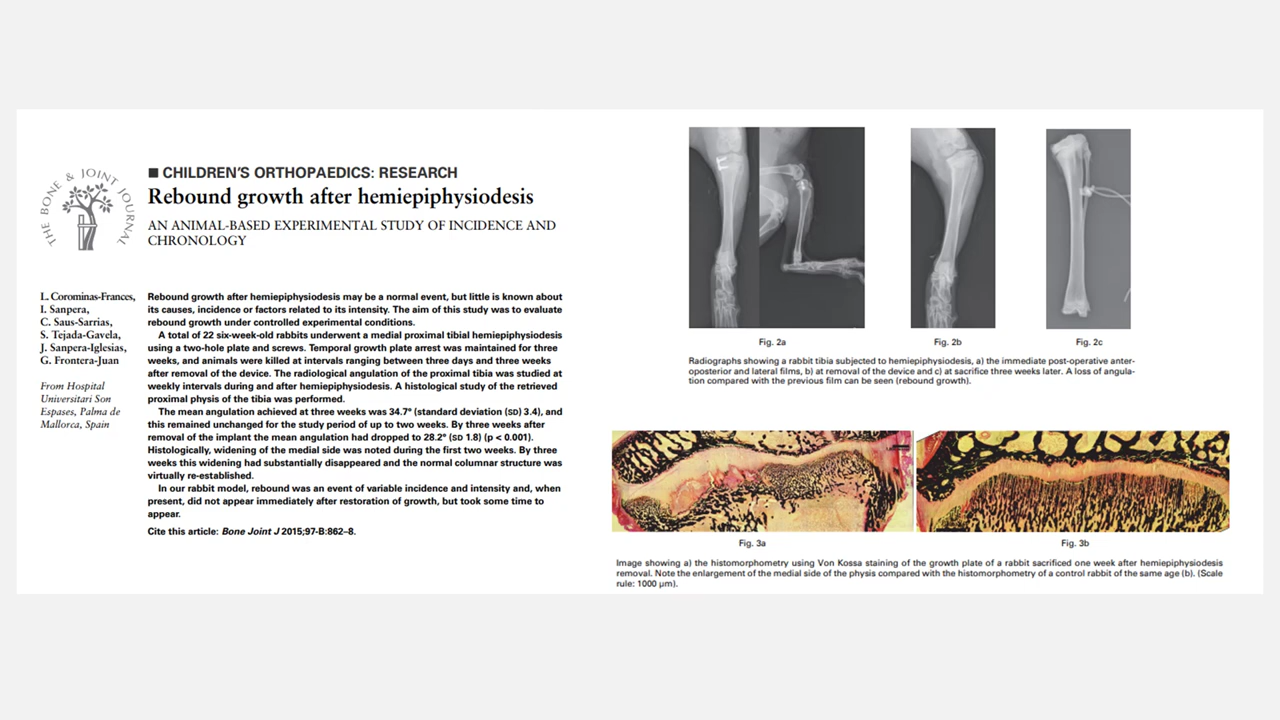 THE BONE & JOINT JOURNAL
■ CHILDREN'S ORTHOPAEDICS: RESEARCH
Rebound growth after hemiepiphysiodesis
AN ANIMAL-BASED EXPERIMENTAL STUDY OF INCIDENCE AND
CHRONOLOGY
L. Corominas-Frances,
I. Sanpera,
C. Saus-Sarrias,
S. Tejada-Gavela,
J. Sanpera-Iglesias,
G. Frontera-Juan
From Hospital
Universitari Son
Espases, Palma de
Mallorca, Spain
Rebound growth after hemiepiphysiodesis may be a normal event, but little is known about
its causes, incidence or factors related to its intensity. The aim of this study was to evaluate
rebound growth under controlled experimental conditions.
A total of 22 six-week-old rabbits underwent a medial proximal tibial hemiepiphysiodesis
using a two-hole plate and screws. Temporal growth plate arrest was maintained for three
weeks, and animals were killed at intervals ranging between three days and three weeks
after removal of the device. The radiological angulation of the proximal tibia was studied at
weekly intervals during and after hemiepiphysiodesis. A histological study of the retrieved
proximal physis of the tibia was performed.
The mean angulation achieved at three weeks was 34.7° (standard deviation (SD) 3.4), and
this remained unchanged for the study period of up to two weeks. By three weeks after
removal of the implant the mean angulation had dropped to 28.2° (SD 1.8) (p < 0.001).
Histologically, widening of the medial side was noted during the first two weeks. By three
weeks this widening had substantially disappeared and the normal columnar structure was
virtually re-established.
In our rabbit model, rebound was an event of variable incidence and intensity and, when
present, did not appear immediately after restoration of growth, but took some time to
appear.
Cite this article: Bone Joint J 2015;97-B:862–8.
Fig. 2a
Fig. 2b
Fig. 2c
Radiographs showing a rabbit tibia subjected to hemiepiphysiodesis, a) the immediate post-operative anter-
oposterior and lateral films, b) at removal of the device and c) at sacrifice three weeks later. A loss of angula-
tion compared with the previous film can be seen (rebound growth).
Fig. 3a
Fig. 3b
Image showing a) the histomorphometry using Von Kossa staining of the growth plate of a rabbit sacrificed one week after hemiepiphysiodesis
removal. Note the enlargement of the medial side of the physis compared with the histomorphometry of a control rabbit of the same age (b). (Scale
rule: 1000 μm).